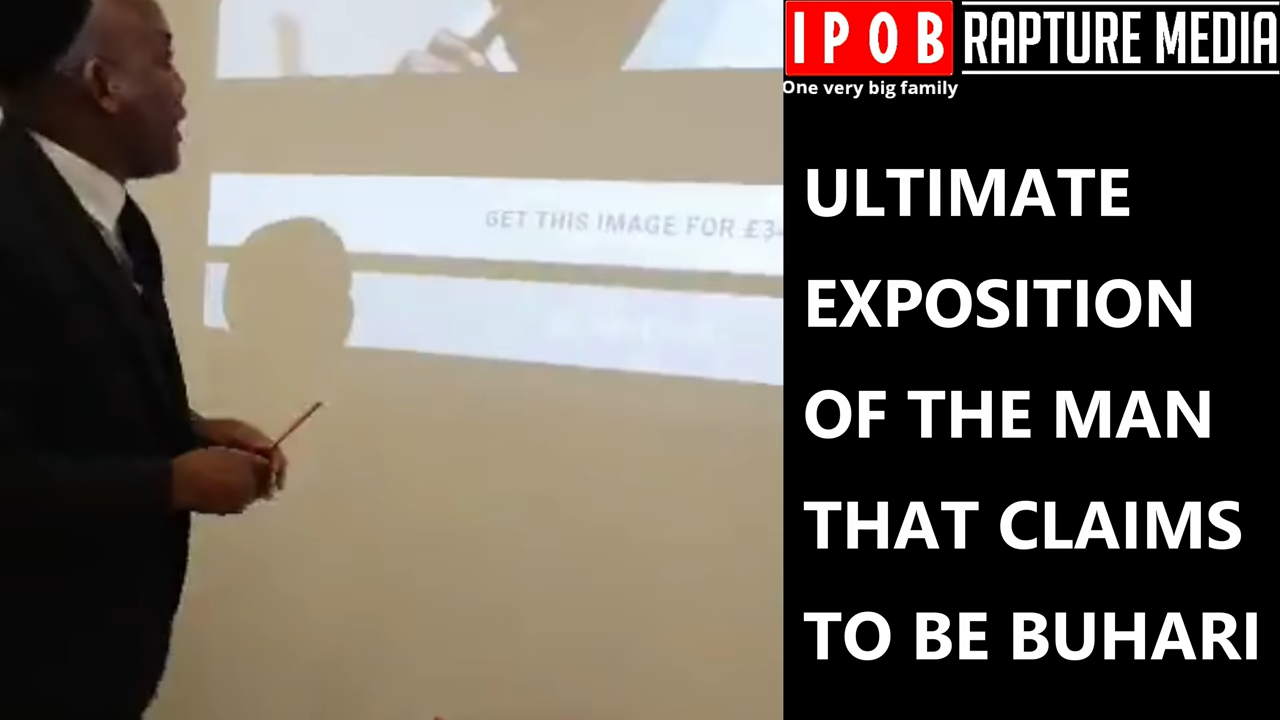 IPOB RAPTURE MEDIA
One very big family
GET THIS IMAGE FOR
ULTIMATE
EXPOSITION
OF THE MAN
THAT CLAIMS
TO BE BUHARI